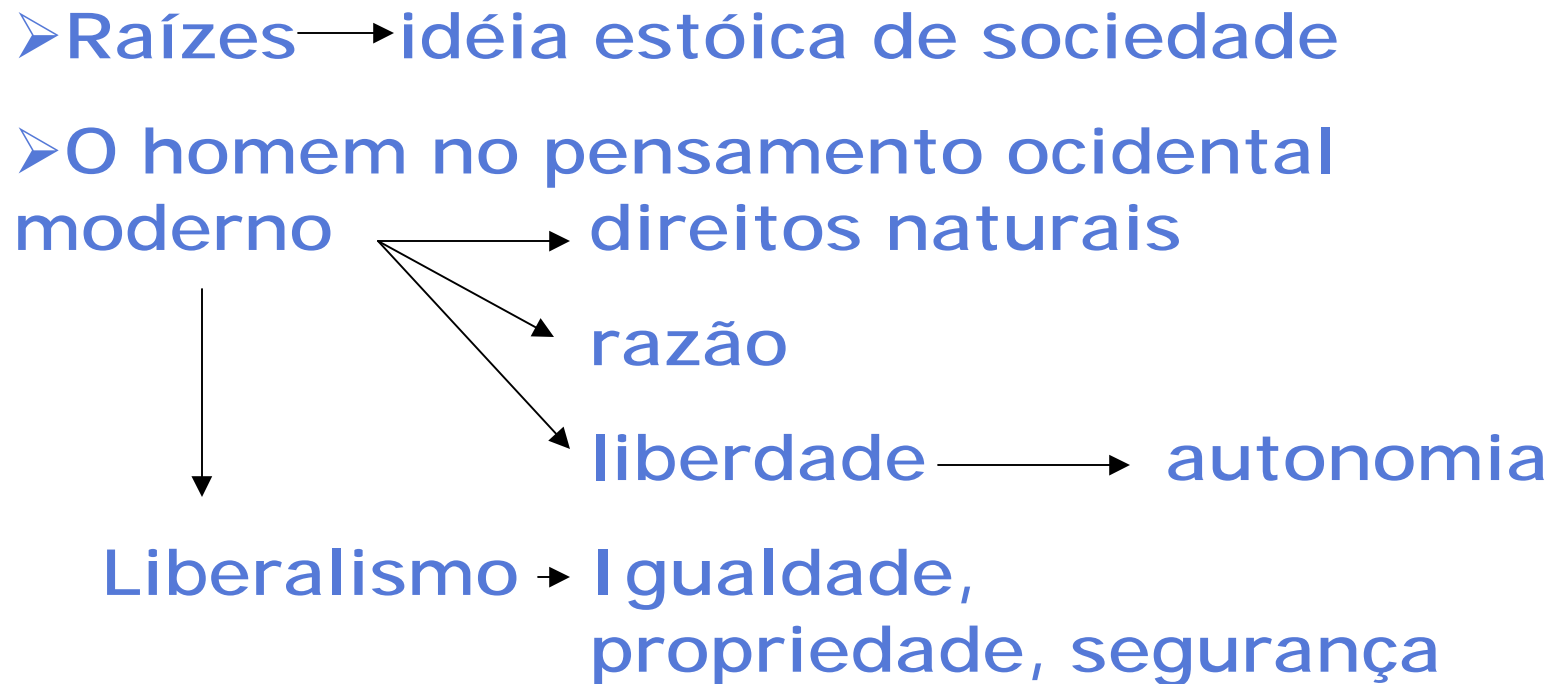 ➢Raízes→idéia estóica de sociedade
➢O homem no pensamento ocidental
moderno → direitos naturais
razão
liberdade → autonomia
Liberalismo → Igualdade,
propriedade, segurança